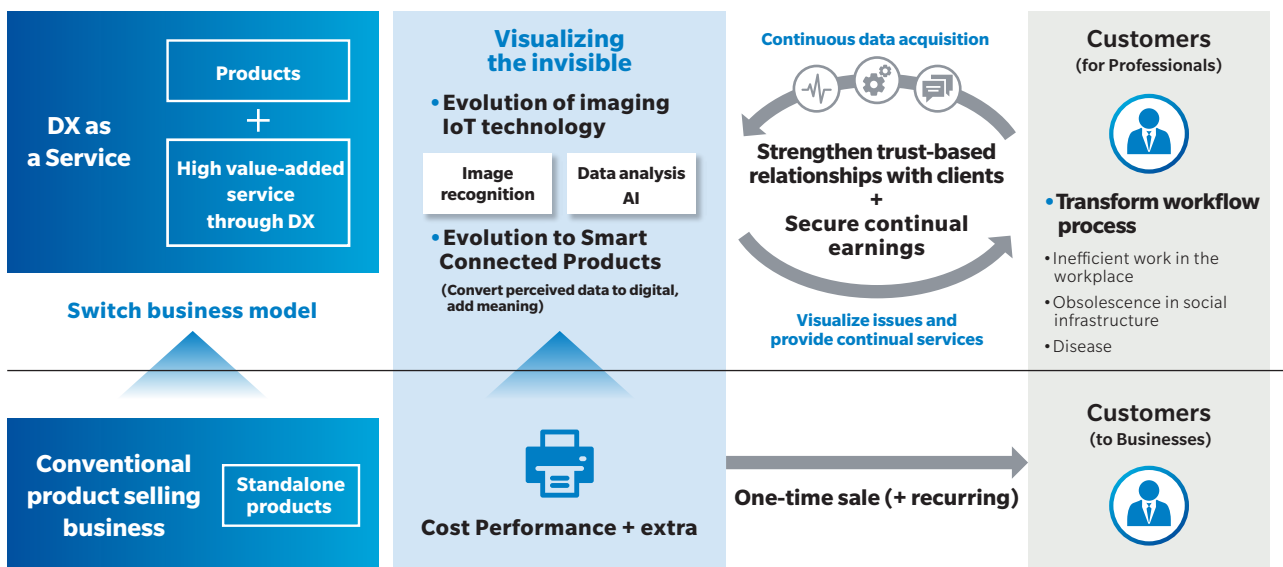 DX as
a Service
Products
+
High value-added
service
through DX
Switch business model
Visualizing
the invisible
•Evolution of imaging
IoT technology
Image
recognition
Data analysis
AI
•Evolution to Smart
Connected Products
(Convert perceived data to digital,
add meaning)
Continuous data acquisition
Strengthen trust-based
relationships with clients
+
Secure continual
earnings
Visualize issues and
provide continual services
Customers
(for Professionals)
•Transform workflow
process
•Inefficient work in the
workplace
•Obsolescence in social
infrastructure
•Disease
Conventional
product selling
business
Standalone
products
Cost Performance + extra
One-time sale (+ recurring)
Customers
(to Businesses)